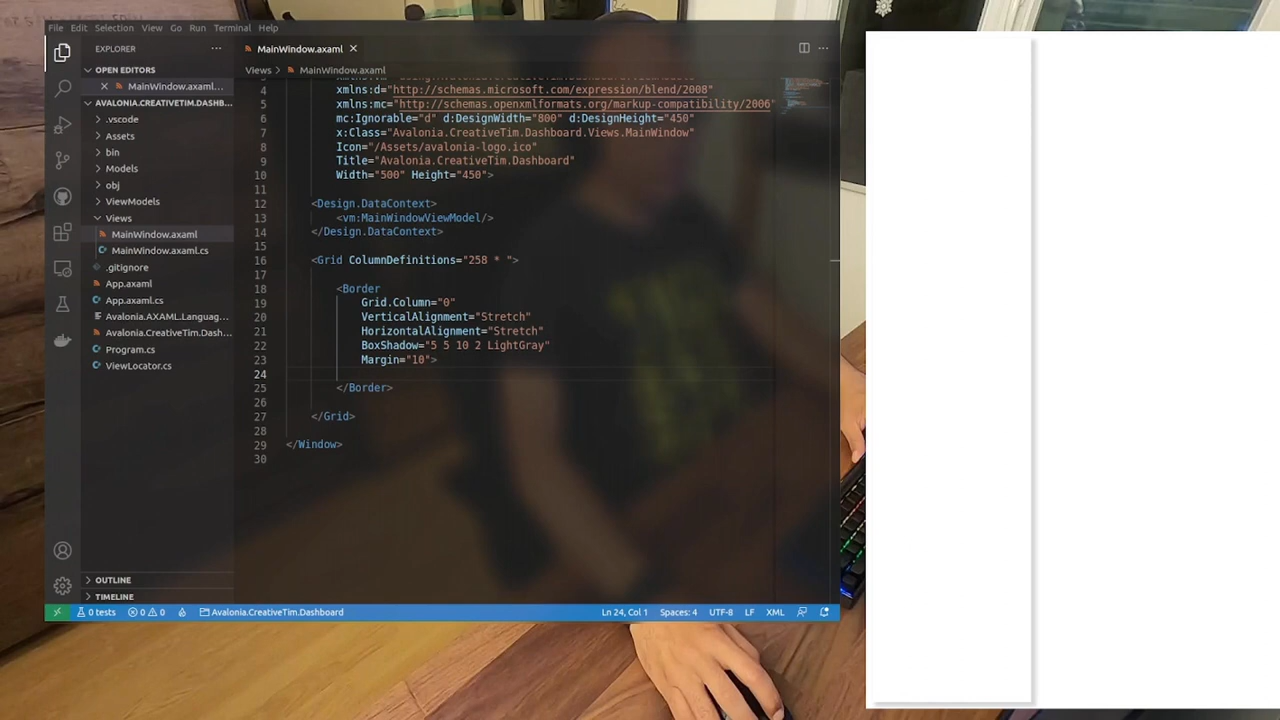 File Edit Selection View Go Run Terminal Help
EXPLORER
OPEN EDITORS
MainWindow.axaml...
AVALONIA.CREATIVETIM.DASHB...
.vscode
Assets
bin
Models
obj
ViewModels
Views
MainWindow.axaml
MainWindow.axaml.cs
.gitignore
App.axaml
App.axaml.cs
Avalonia.AXAML.Languag...
Avalonia.CreativeTim.Dash...
Program.cs
ViewLocator.cs
OUTLINE
TIMELINE
MainWindow.axaml
Views > MainWindow.axaml
4 xmlns:d="http://schemas.microsoft.com/expression/blend/2008"
5 xmlns:mc="http://schemas.openxmlformats.org/markup-compatibility/2006"
6 mc:Ignorable="d" d:DesignWidth="800" d:DesignHeight="450"
7 x:Class="Avalonia.CreativeTim.Dashboard.Views.MainWindow"
8 Icon="/Assets/avalonia-logo.ico"
9 Title="Avalonia.CreativeTim.Dashboard"
10 Width="500" Height="450">
11
12 <Design.DataContext>
13 <vm:MainWindowViewModel/>
14 </Design.DataContext>
15
16 <Grid ColumnDefinitions="258 * ">
17
18 <Border
19 Grid.Column="0"
20 VerticalAlignment="Stretch"
21 HorizontalAlignment="Stretch"
22 BoxShadow="5 5 10 2 LightGray"
23 Margin="10">
24
25 </Border>
26
27 </Grid>
28
29 </Window>
30
0 tests 0 0 Avalonia.CreativeTim.Dashboard Ln 24, Col 1 Spaces: 4 UTF-8 LF XML